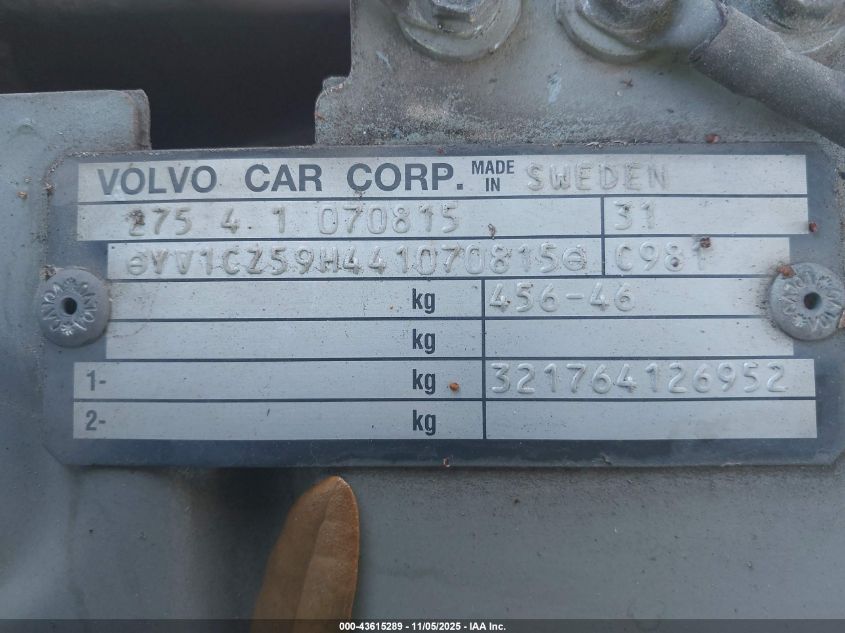 VOLVO CAR CORP. MADE IN SWEDEN
275 4 1 070815 31
YV1CZ59H441070815 C981
kg 456-46
kg
1- kg 321764126952
2- kg
000-43615289 - 11/05/2025 - IAA Inc.